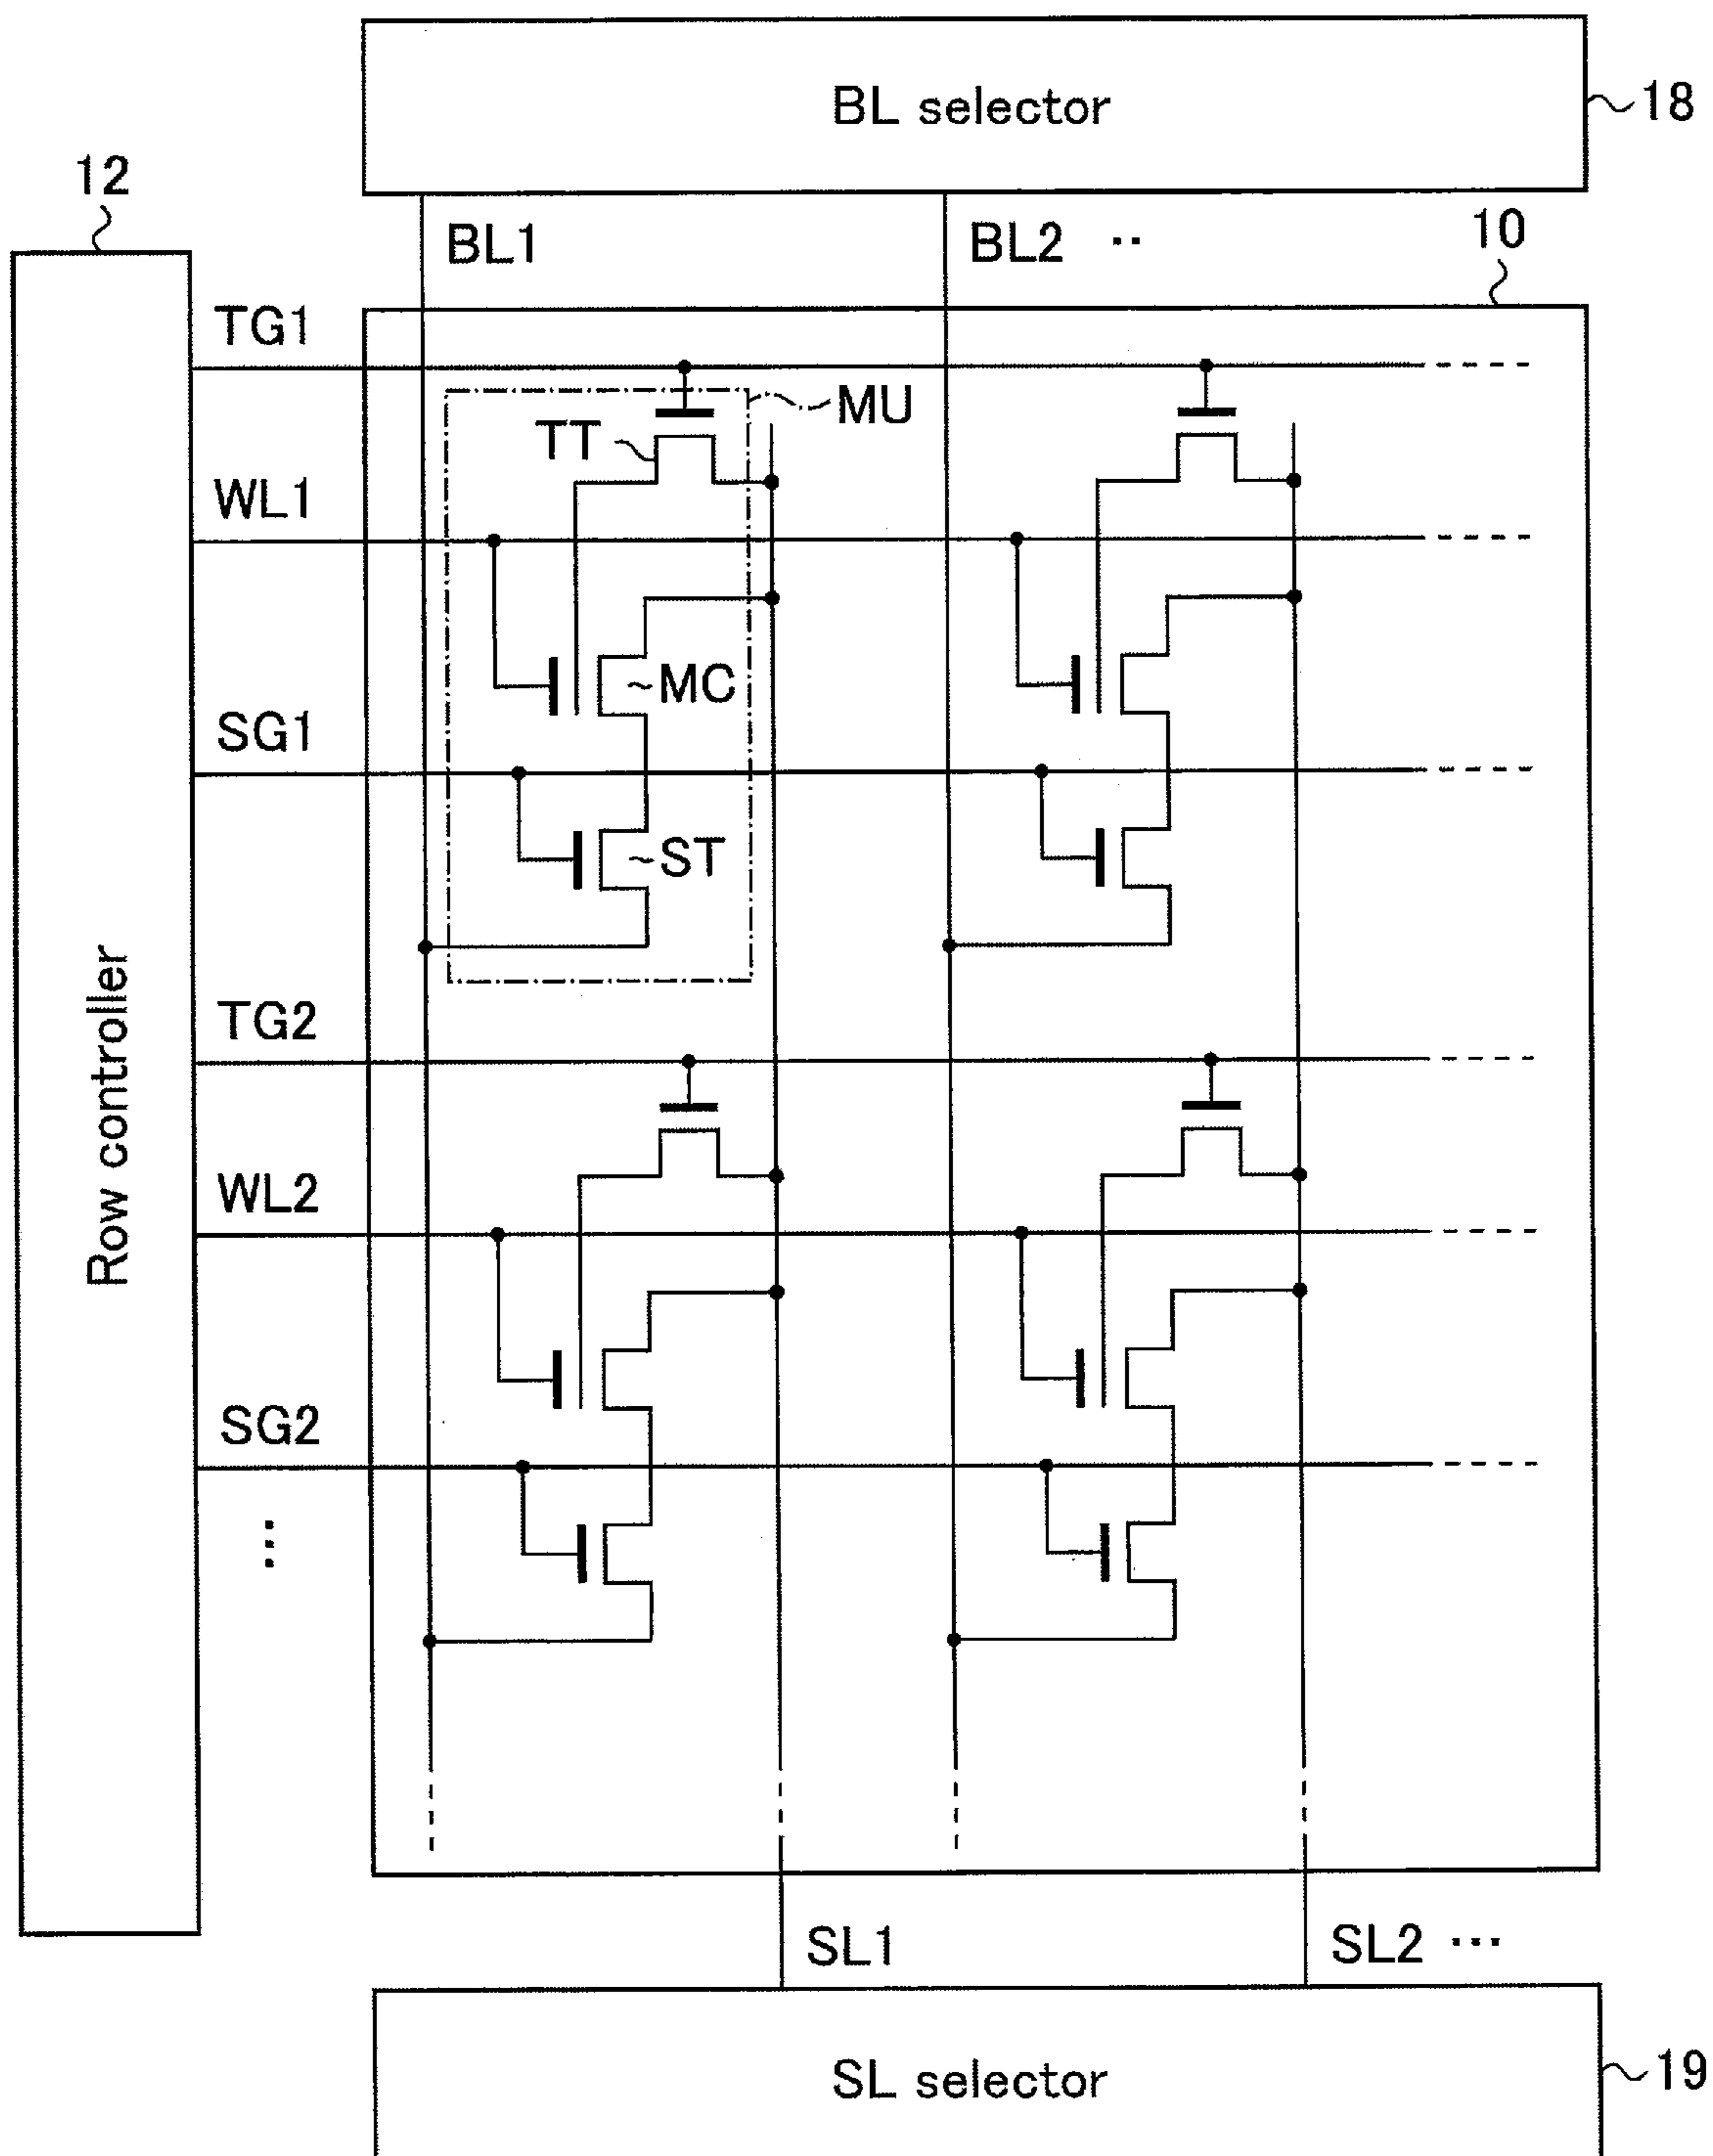 BL selector
18
12
BL1
BL2 ··
10
TG1
MU
TT
WL1
MC
SG1
ST
Row controller
TG2
WL2
SG2
⋮
SL1
SL2 ···
SL selector
19